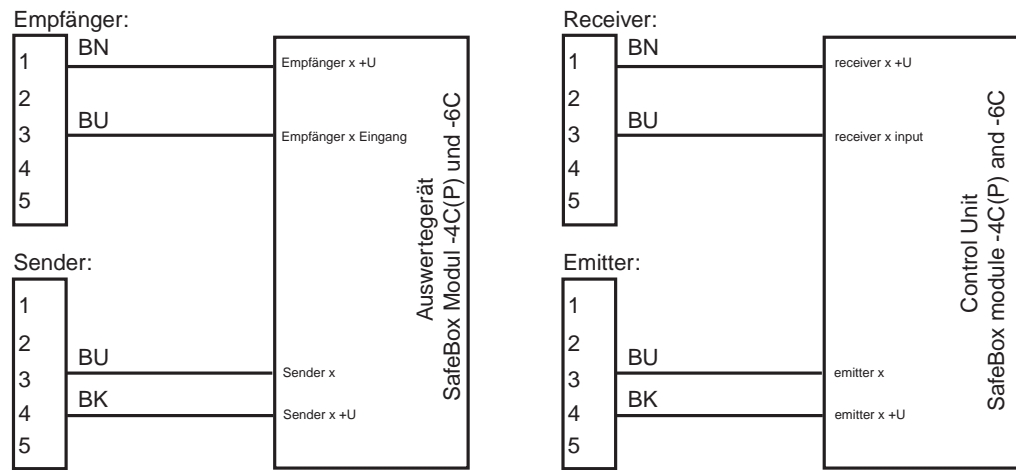 Empfänger:
1
2
3
4
5
BN
BU
Empfänger x +U
Empfänger x Eingang
Sender:
1
2
3
4
5
BU
BK
Sender x
Sender x +U
Auswertegerät
SafeBox Modul -4C(P) und -6C
Receiver:
1
2
3
4
5
BN
BU
receiver x +U
receiver x input
Emitter:
1
2
3
4
5
BU
BK
emitter x
emitter x +U
Control Unit
SafeBox module -4C(P) and -6C